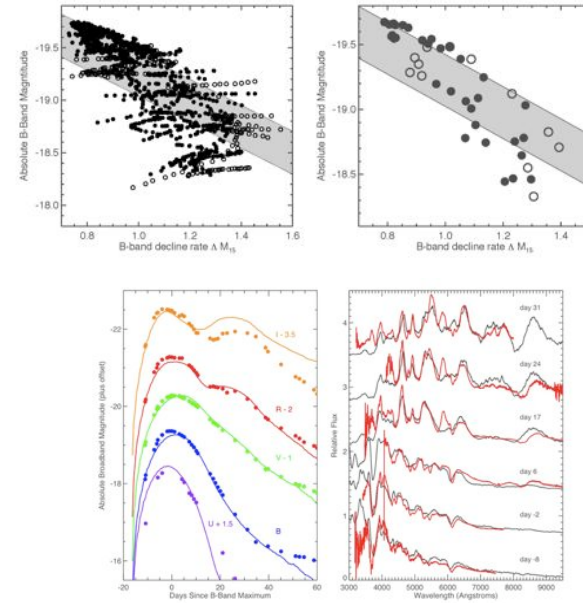 Absolute B-Band Magntitude
-19.5
-19.0
-18.5
-18.0
0.8 1.0 1.2 1.4 1.6
B-band decline rate Δ M15
Absolute B-Band Magnitude
-19.5
-19.0
-18.5
0.8 1.0 1.2 1.4
B-band decline rate Δ M15
Absolute Broadband Magnitude (plus offset)
-22
-20
-18
-16
I - 3.5
R - 2
V - 1
B
U + 1.5
-20 0 20 40 60
Days Since B-Band Maximum
Relative Flux
4
3
2
1
0
day 31
day 24
day 17
day 6
day -2
day -8
3000 4000 5000 6000 7000 8000 9000
Wavelength (Angstroms)